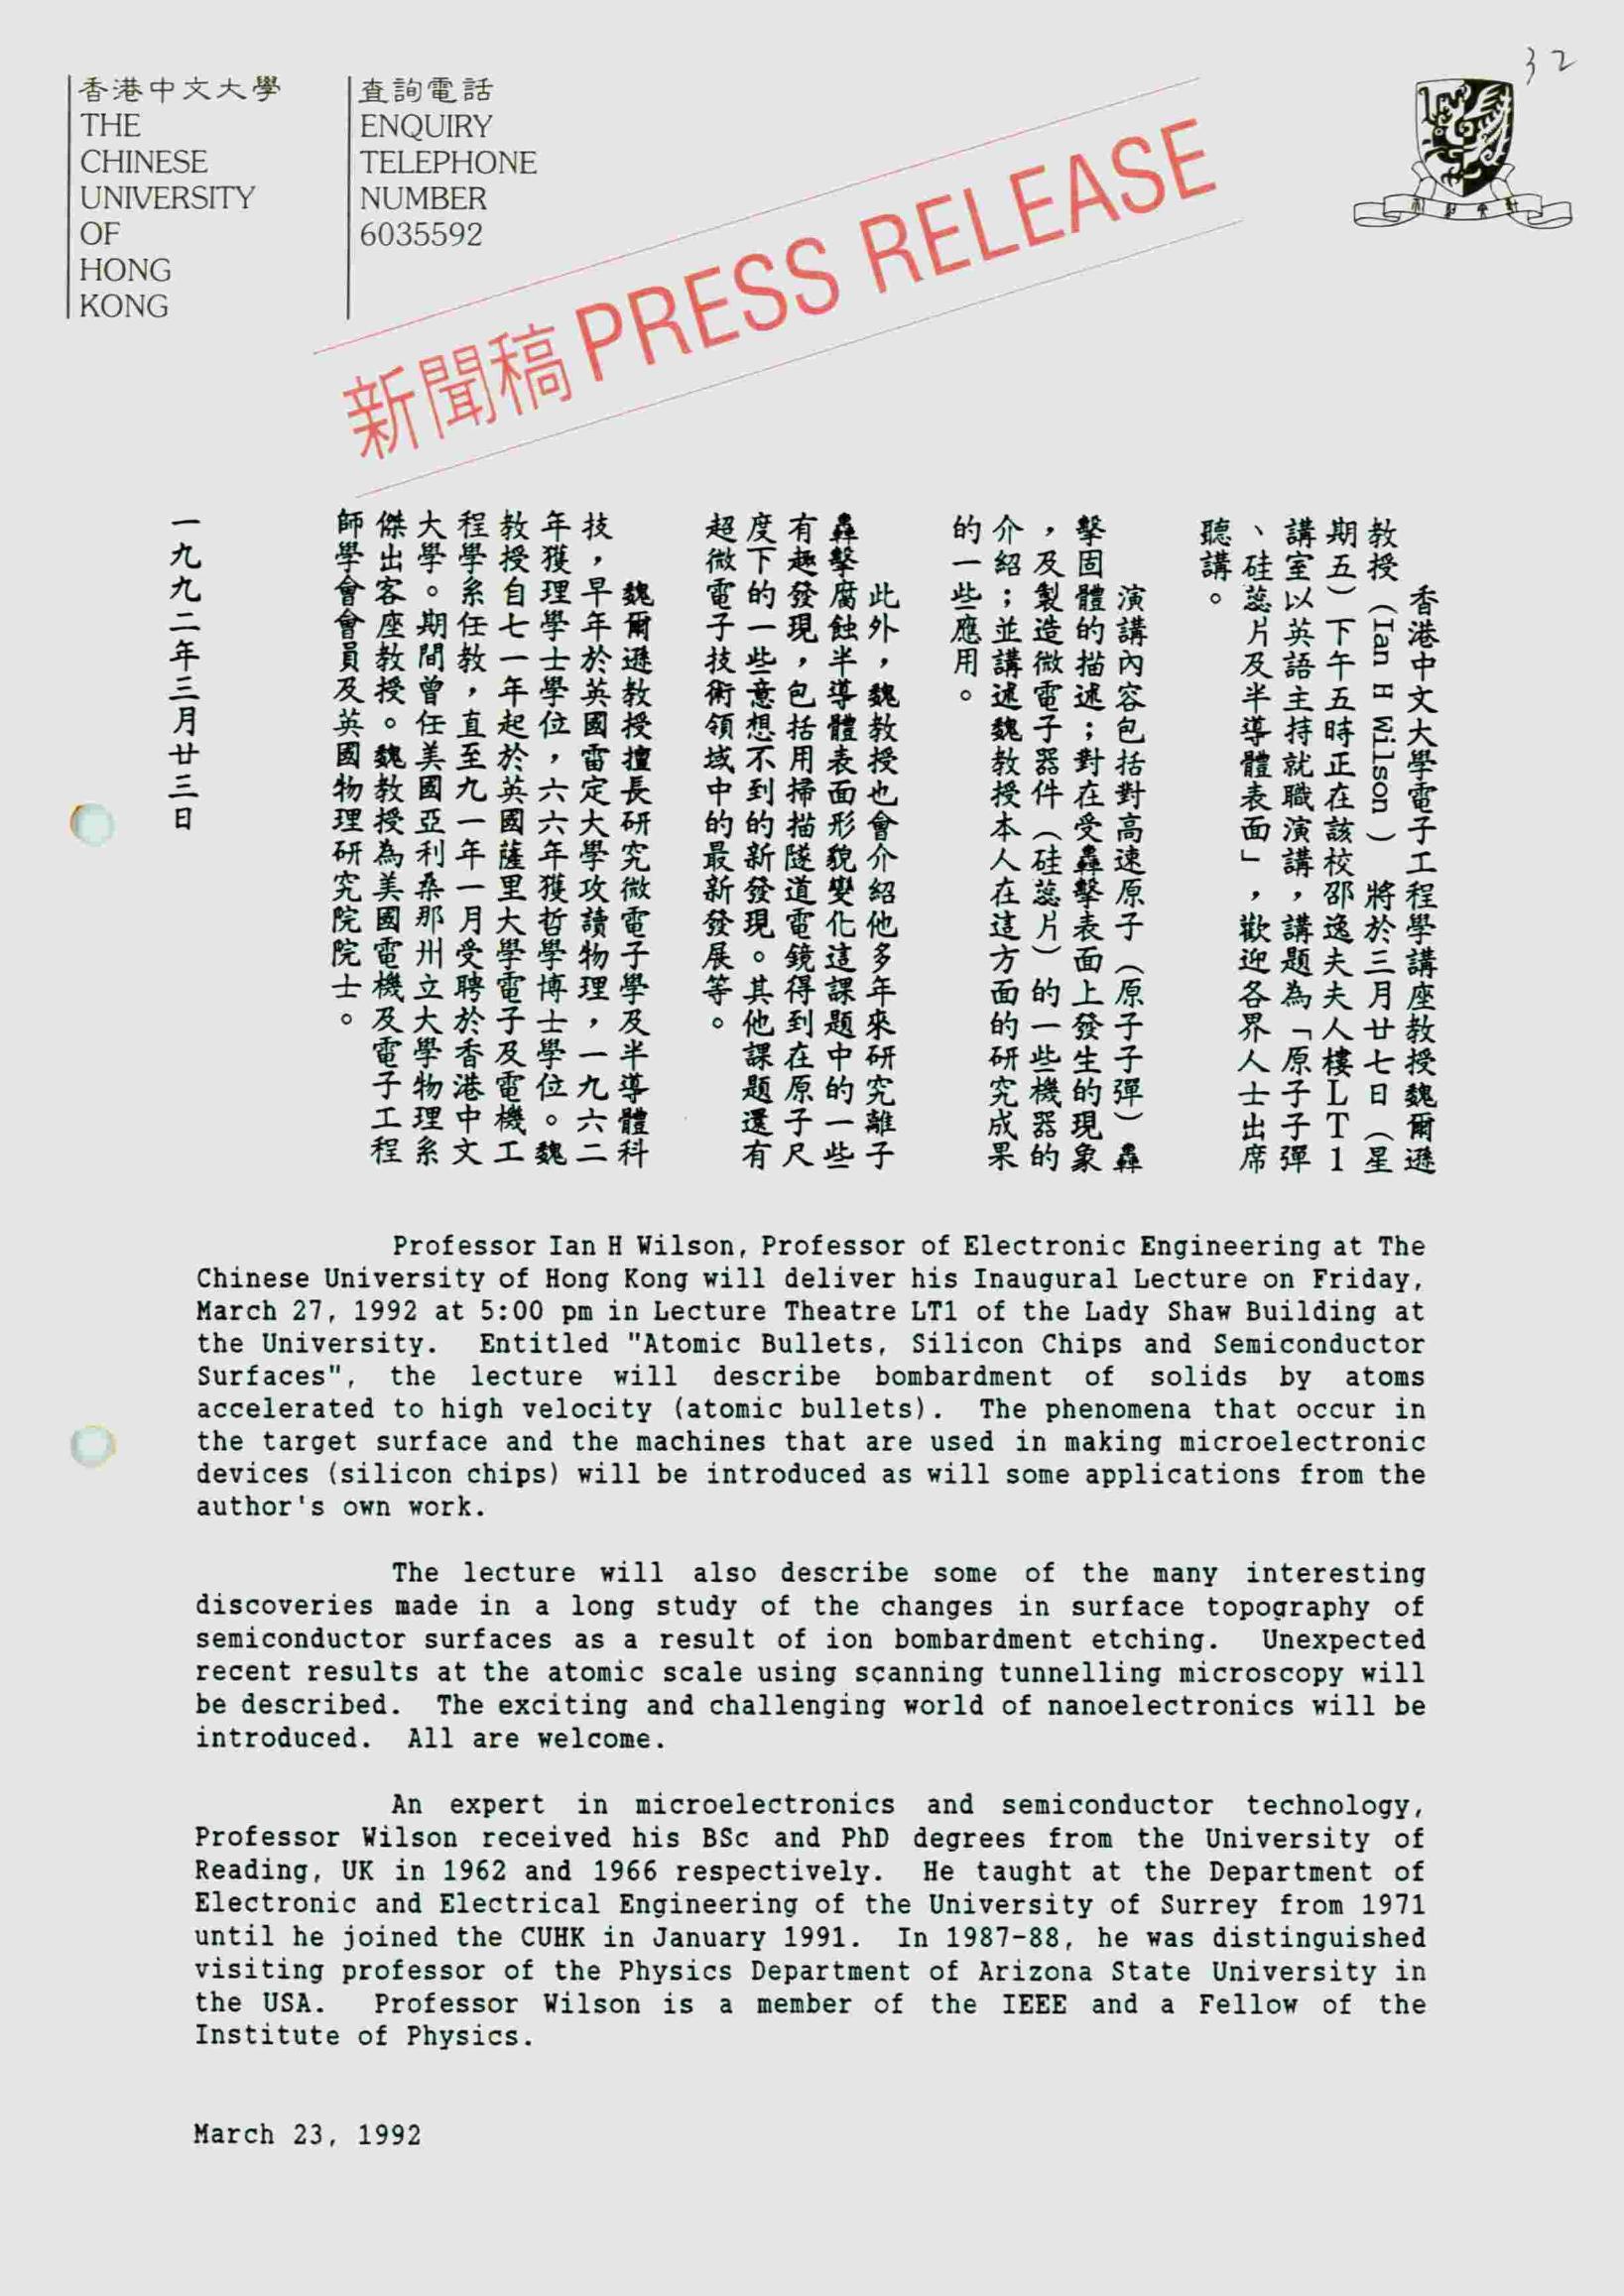 32
香港中文大學
THE
CHINESE
UNIVERSITY
OF
HONG
KONG
查詢電話
ENQUIRY
TELEPHONE
NUMBER
6035592
新聞稿 PRESS RELEASE
香港中文大學電子工程學講座教授魏爾遜
教授（Ian H Wilson）將於三月廿七日（星
期五）下午五時正在該校邵逸夫夫人樓LT1
講室以英語主持就職演講，講題為「原子子彈
、硅蕊片及半導體表面」，歡迎各界人士出席
聽講。
演講內容包括對高速原子（原子子彈）轟
擊固體的描述；對在受轟擊表面上發生的現象
，及製造微電子器件（硅蕊片）的一些機器的
介紹；並講述魏教授本人在這方面的研究成果
的一些應用。
此外，魏教授也會介紹他多年來研究離子
轟擊腐蝕半導體表面形貌變化這課題中的一些
有趣發現，包括用掃描隧道電鏡得到在原子尺
度下的一些意想不到的新發現。其他課題還有
超微電子技術領域中的最新發展等。
魏爾遜教授擅長研究微電子學及半導體科
技，早年於英國雷定大學攻讀物理，一九六二
年獲理學士學位，六六年獲哲學博士學位。魏
教授自七一年起於英國薩里大學電子及電機工
程學系任教，直至九一年一月受聘於香港中文
大學。期間曾任美國亞利桑那州立大學物理系
傑出客座教授。魏教授為美國電機及電子工程
師學會會員及英國物理研究院院士。
一九九二年三月廿三日
Professor Ian H Wilson, Professor of Electronic Engineering at The
Chinese University of Hong Kong will deliver his Inaugural Lecture on Friday,
March 27, 1992 at 5:00 pm in Lecture Theatre LT1 of the Lady Shaw Building at
the University. Entitled "Atomic Bullets, Silicon Chips and Semiconductor
Surfaces", the lecture will describe bombardment of solids by atoms
accelerated to high velocity (atomic bullets). The phenomena that occur in
the target surface and the machines that are used in making microelectronic
devices (silicon chips) will be introduced as will some applications from the
author's own work.
The lecture will also describe some of the many interesting
discoveries made in a long study of the changes in surface topography of
semiconductor surfaces as a result of ion bombardment etching. Unexpected
recent results at the atomic scale using scanning tunnelling microscopy will
be described. The exciting and challenging world of nanoelectronics will be
introduced. All are welcome.
An expert in microelectronics and semiconductor technology,
Professor Wilson received his BSc and PhD degrees from the University of
Reading, UK in 1962 and 1966 respectively. He taught at the Department of
Electronic and Electrical Engineering of the University of Surrey from 1971
until he joined the CUHK in January 1991. In 1987-88, he was distinguished
visiting professor of the Physics Department of Arizona State University in
the USA. Professor Wilson is a member of the IEEE and a Fellow of the
Institute of Physics.
March 23, 1992